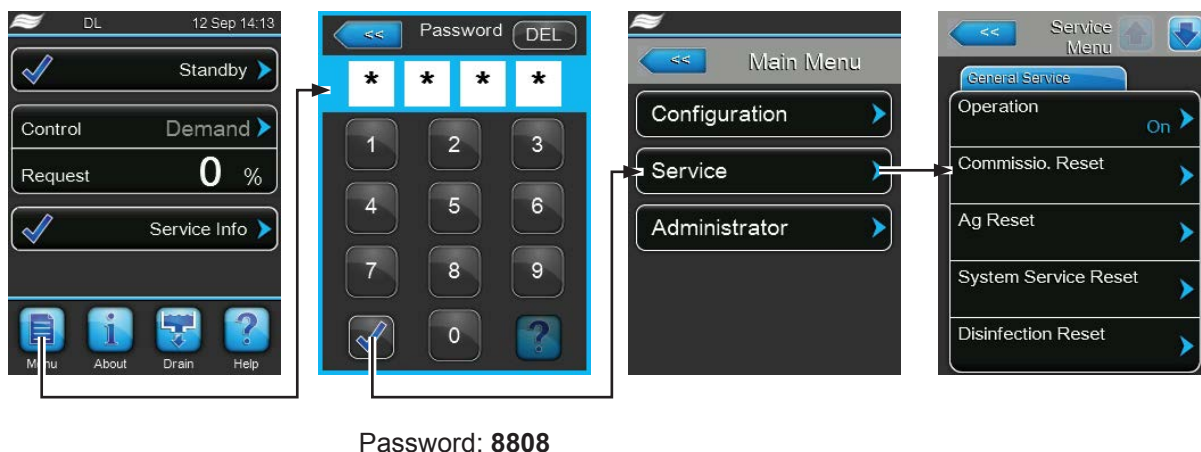 DL 12 Sep 14:13
Standby
Control Demand
Request 0 %
Service Info
Menu About Drain Help
<< Password DEL
* * * *
1 2 3
4 5 6
7 8 9
0 ?
<< Main Menu
Configuration
Service
Administrator
<< Service
Menu
General Service
Operation
On
Commissio. Reset
Ag Reset
System Service Reset
Disinfection Reset
Password: 8808